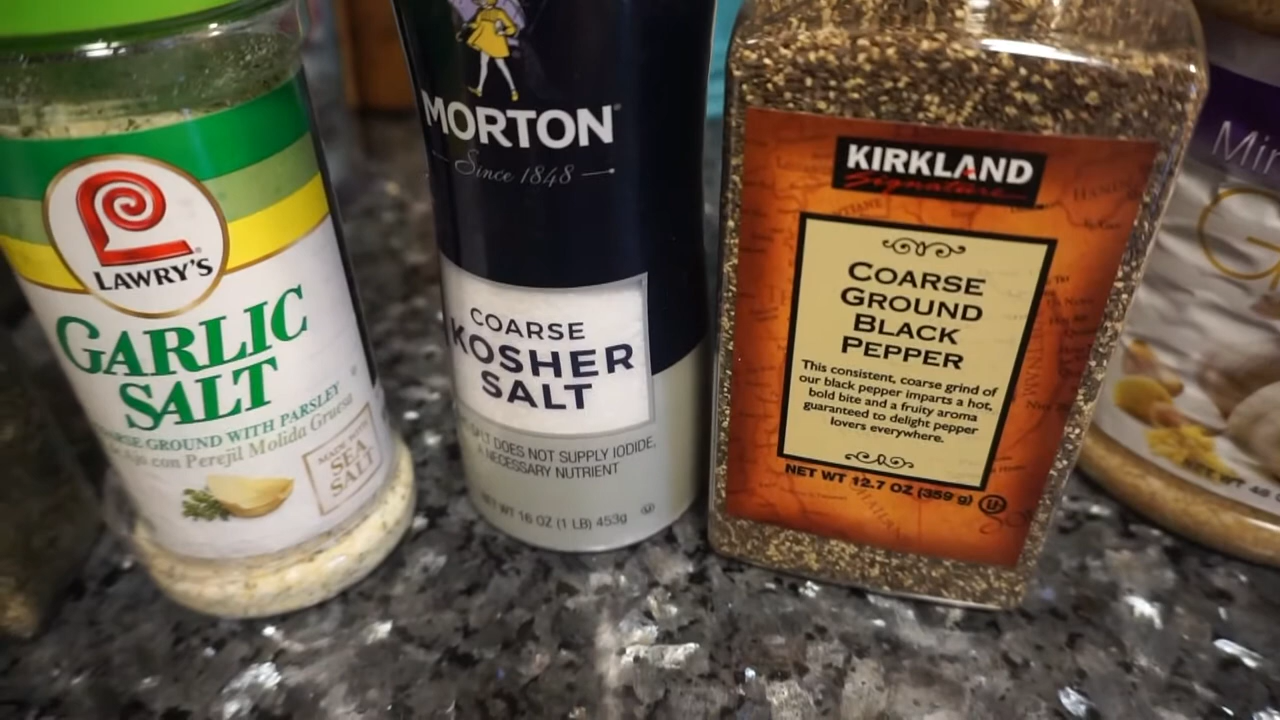 LAWRY'S
GARLIC
SALT
COARSE GROUND WITH PARSLEY
Ajo con Perejil Molida Gruesa
MADE WITH
SEA
SALT
MORTON
Since 1848
COARSE
KOSHER
SALT
SALT DOES NOT SUPPLY IODIDE,
A NECESSARY NUTRIENT
NET WT 16 OZ (1 LB) 453g
KIRKLAND
Signature
COARSE
GROUND
BLACK
PEPPER
This consistent, coarse grind of
our black pepper imparts a hot,
bold bite and a fruity aroma
guaranteed to delight pepper
lovers everywhere.
NET WT 12.7 OZ (359 g)